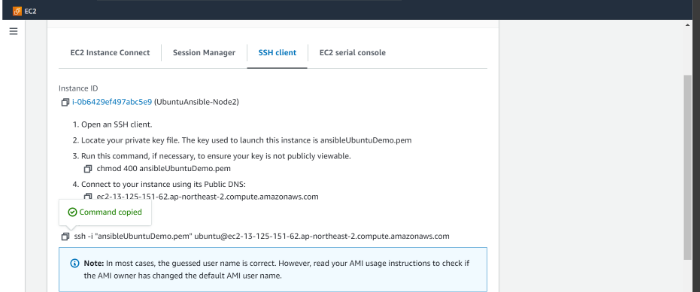 EC2
EC2 Instance Connect Session Manager SSH client EC2 serial console
Instance ID
i-0b6429ef497abc5e9 (UbuntuAnsible-Node2)
1. Open an SSH client.
2. Locate your private key file. The key used to launch this instance is ansibleUbuntuDemo.pem
3. Run this command, if necessary, to ensure your key is not publicly viewable.
chmod 400 ansibleUbuntuDemo.pem
4. Connect to your instance using its Public DNS:
ec2-13-125-151-62.ap-northeast-2.compute.amazonaws.com
Command copied
ssh -i "ansibleUbuntuDemo.pem" ubuntu@ec2-13-125-151-62.ap-northeast-2.compute.amazonaws.com
Note: In most cases, the guessed user name is correct. However, read your AMI usage instructions to check if
the AMI owner has changed the default AMI user name.